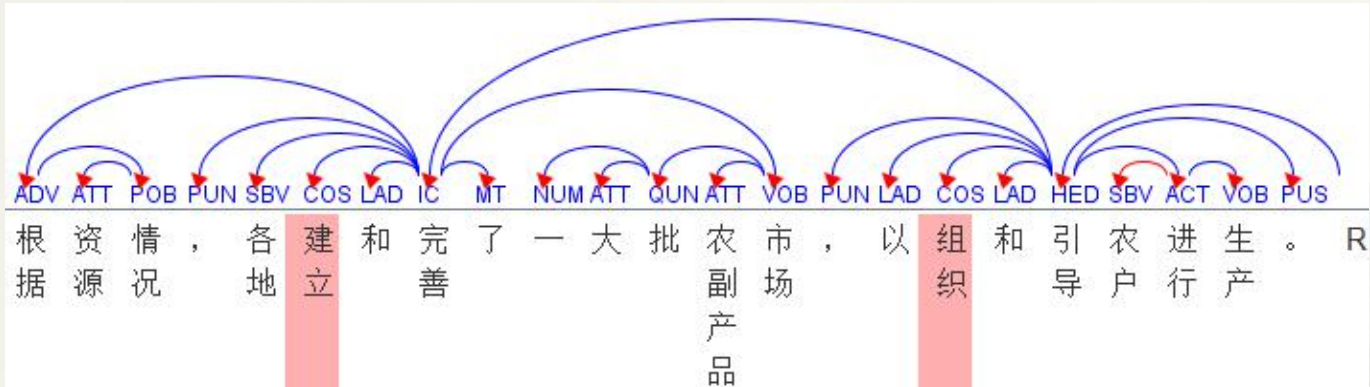 ADV ATT POB PUN SBV COS LAD IC MT NUM ATT QUN ATT VOB PUN LAD COS LAD HED SBV ACT VOB PUS
根据 资源 情况 ， 各地 建立 和 完善 了 一 大 批 农副产品 市场 ， 以 组织 和 引导 农户 进行 生产 。 R